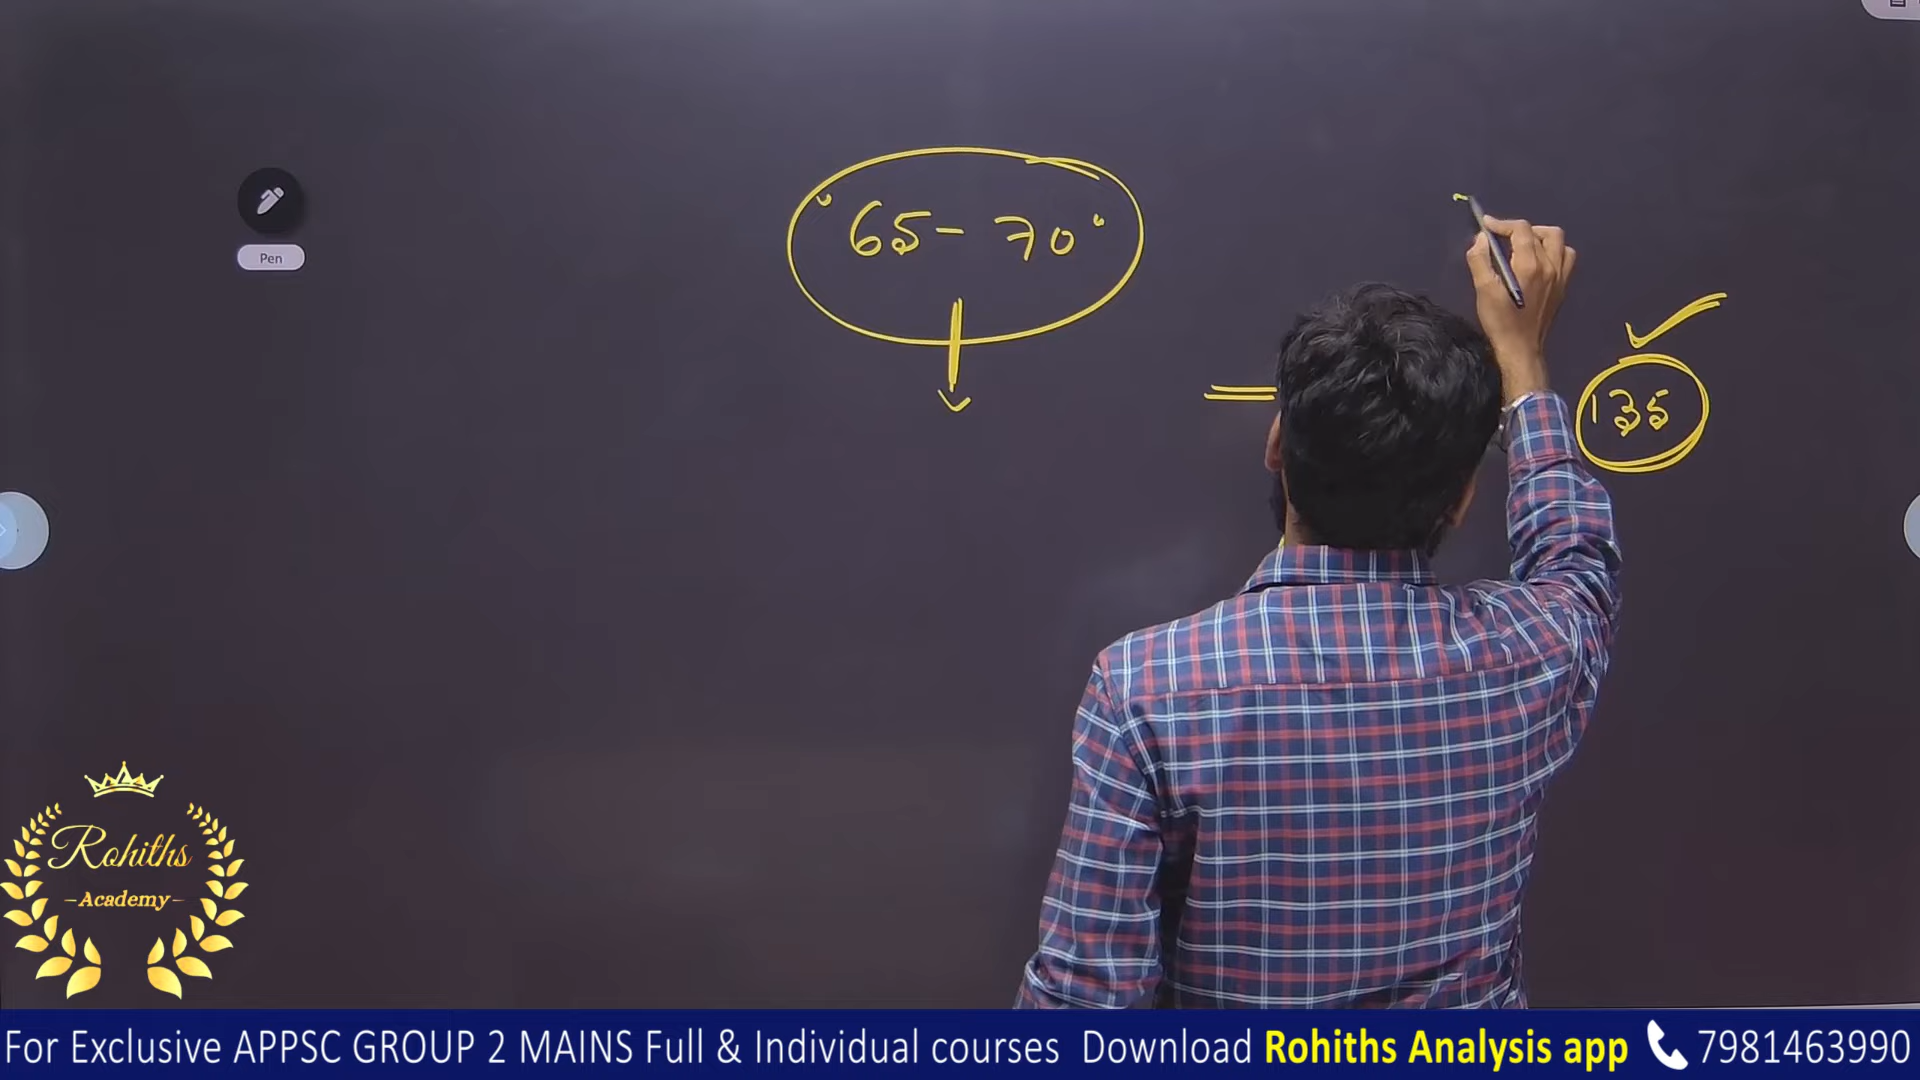 65 - 70
Pen
135
Rohiths
-Academy-
For Exclusive APPSC GROUP 2 MAINS Full & Individual courses Download Rohiths Analysis app 7981463990